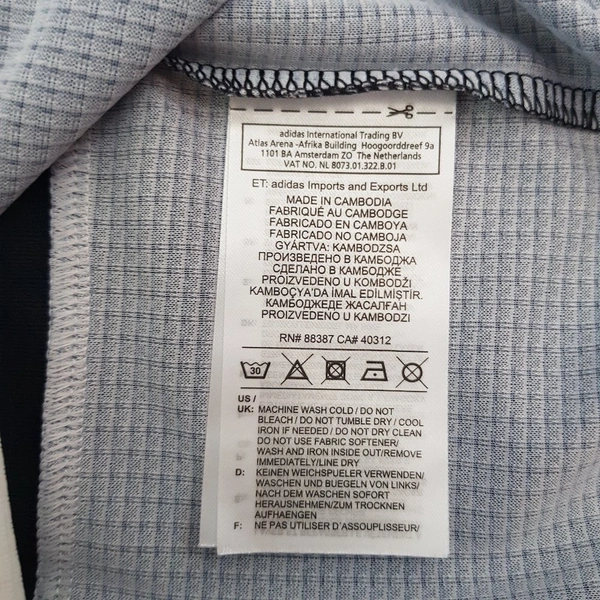 adidas International Trading BV
Atlas Arena -Afrika Building Hoogoorddreef 9a
1101 BA Amsterdam ZO The Netherlands
VAT NO. NL 8073.01.322.B.01
ET: adidas Imports and Exports Ltd
MADE IN CAMBODIA
FABRIQUÉ AU CAMBODGE
FABRICADO EN CAMBOYA
FABRICADO NO CAMBOJA
GYÁRTVA: KAMBODZSA
ПРОИЗВЕДЕНО В КАМБОДЖА
СДЕЛАНО В КАМБОДЖЕ
PROIZVEDENO U KOMBODŽI
KAMBOÇYA'DA İMAL EDİLMİŞTİR.
КАМБОДЖЕДЕ ЖАСАЛҒАН
PROIZVEDENO U KAMBODZI
RN# 88387 CA# 40312
30
US /
UK: MACHINE WASH COLD / DO NOT
BLEACH / DO NOT TUMBLE DRY / COOL
IRON IF NEEDED / DO NOT DRY CLEAN
DO NOT USE FABRIC SOFTENER/
WASH AND IRON INSIDE OUT/REMOVE
IMMEDIATELY/LINE DRY
D: KEINEN WEICHSPUELER VERWENDEN/
WASCHEN UND BUEGELN VON LINKS/
NACH DEM WASCHEN SOFORT
HERAUSNEHMEN/ZUM TROCKNEN
AUFHAENGEN
F: NE PAS UTILISER D'ASSOUPLISSEUR/